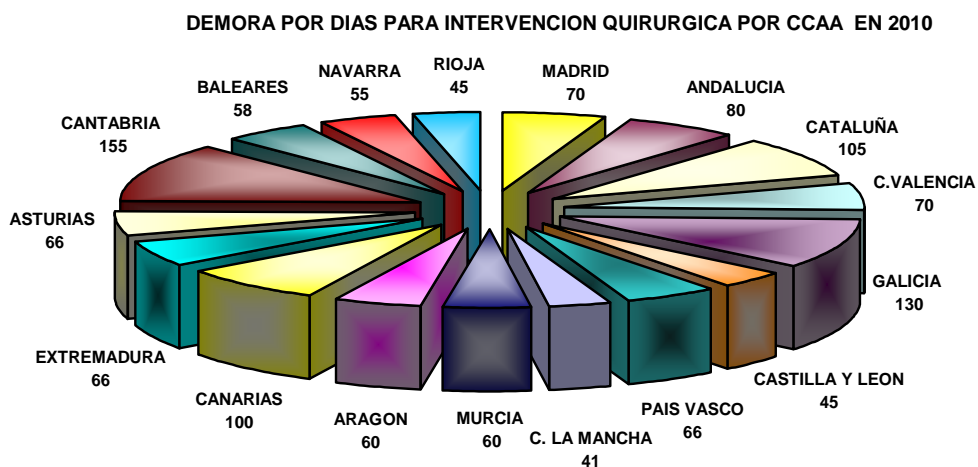 DEMORA POR DIAS PARA INTERVENCION QUIRURGICA POR CCAA EN 2010
RIOJA
45
MADRID
70
ANDALUCIA
80
CATALUÑA
105
C.VALENCIA
70
GALICIA
130
CASTILLA Y LEON
45
PAIS VASCO
66
C. LA MANCHA
41
MURCIA
60
ARAGON
60
CANARIAS
100
EXTREMADURA
66
ASTURIAS
66
CANTABRIA
155
BALEARES
58
NAVARRA
55